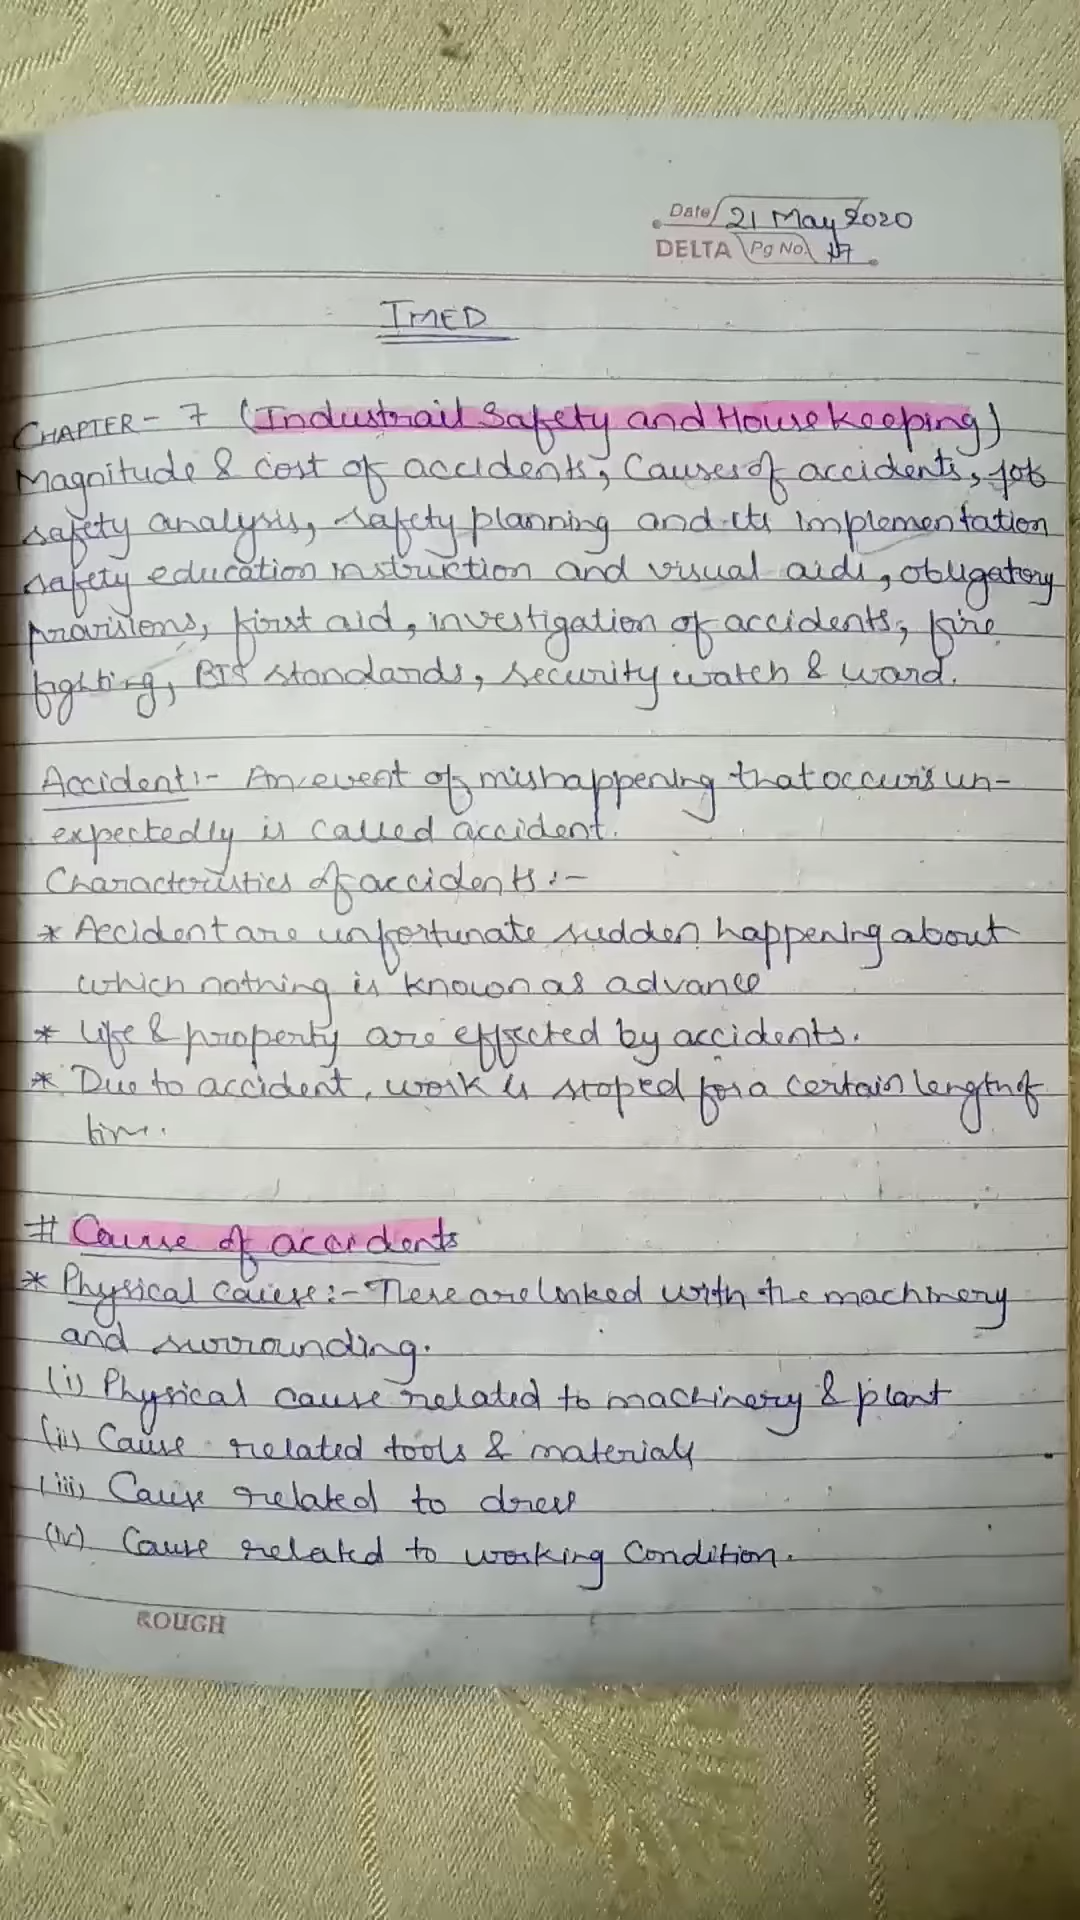 Date 21 May 2020
DELTA Pg No. 17
IMED
CHAPTER - 7 (Industrail Safety and Housekeeping)
Magnitude & cost of accidents, Causes of accidents, job
safety analysis, safety planning and its implementation
safety education instruction and visual aids, obligatory
provisions, first aid, investigation of accidents, fire
fighting, BIS standards, security watch & ward.
Accident:- An event of mishappening that occurs un-
expectedly is called accident.
Characteristics of accidents:-
* Accident are unfortunate sudden happening about
which nothing is known as advance
* Life & property are effected by accidents.
* Due to accident, work is stoped for a certain length of
time.
# Cause of accidents
* Physical cause:- These are linked with the machinery
and surrounding.
(i) Physical cause related to machinery & plant
(ii) Cause related tools & materials
(iii) Cause related to dress
(iv) Cause related to working Condition.
ROUGH